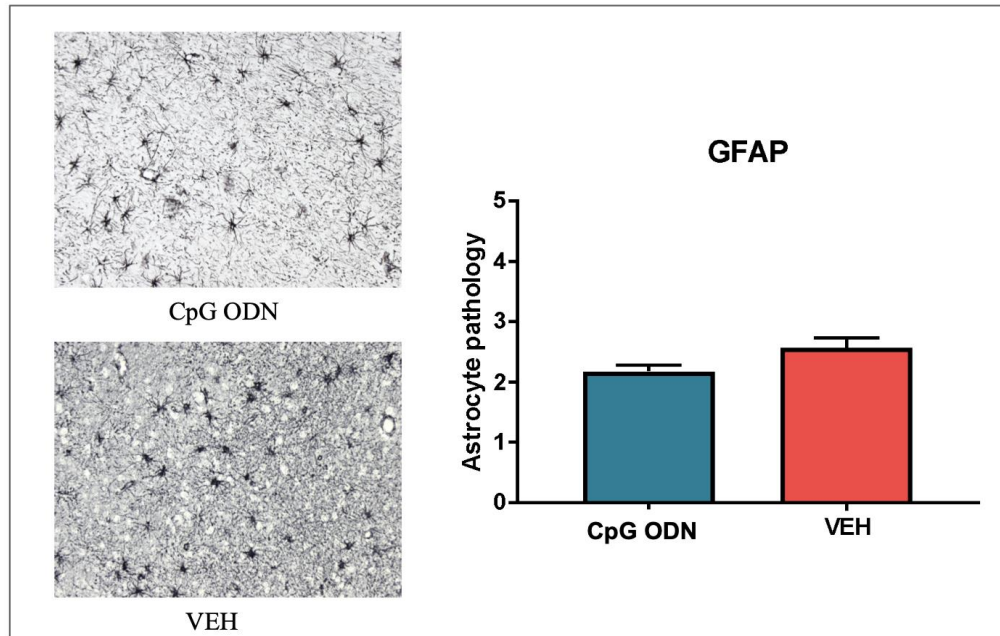 CpG ODN
VEH
GFAP
Astrocyte pathology
5
4
3
2
1
0
CpG ODN
VEH